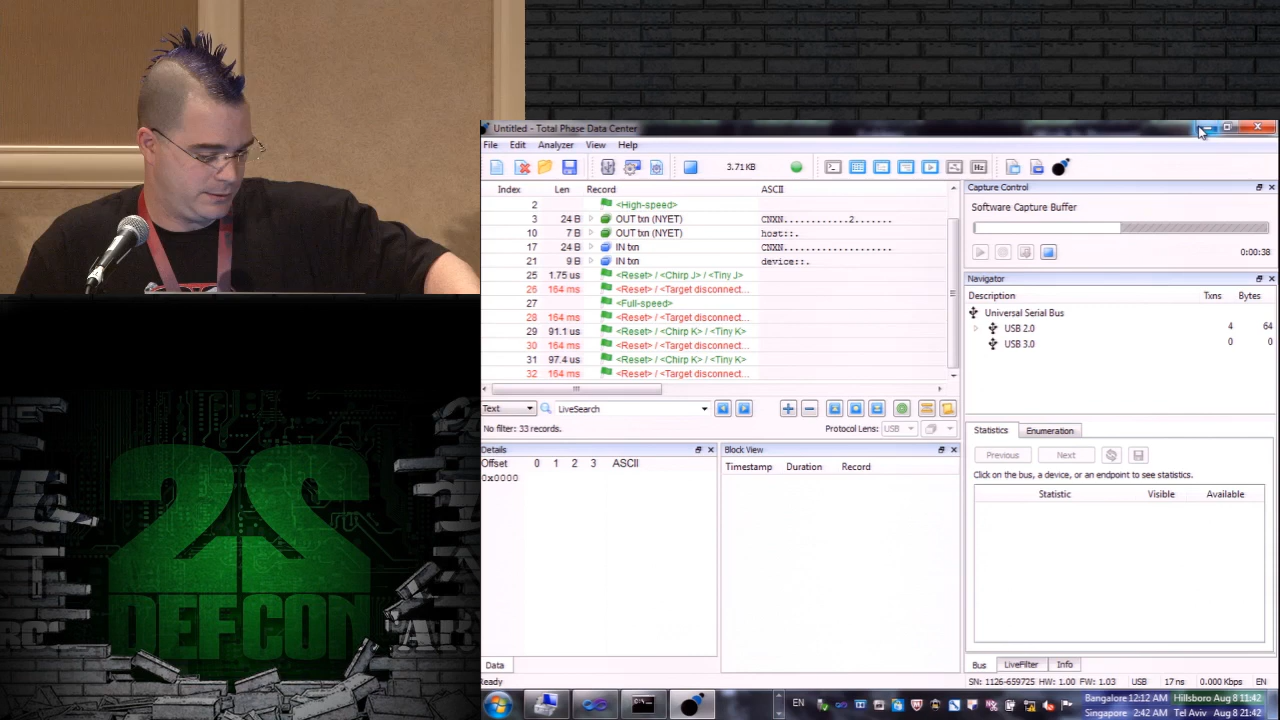 Untitled - Total Phase Data Center
File Edit Analyzer View Help
3.71 KB
Hz
Index Len Record ASCII
2 <High-speed>
3 24 B OUT txn (NYET) CNXN............2.......
10 7 B OUT txn (NYET) host::.
17 24 B IN txn CNXN....................
21 9 B IN txn device::.
25 1.75 us <Reset> / <Chirp J> / <Tiny J>
26 164 ms <Reset> / <Target disconnect...
27 <Full-speed>
28 164 ms <Reset> / <Target disconnect...
29 91.1 us <Reset> / <Chirp K> / <Tiny K>
30 164 ms <Reset> / <Target disconnect...
31 97.4 us <Reset> / <Chirp K> / <Tiny K>
32 164 ms <Reset> / <Target disconnect...
Text LiveSearch
No filter: 33 records. Protocol Lens: USB
Details
Offset 0 1 2 3 ASCII
0x0000
Data
Block View
Timestamp Duration Record
Capture Control
Software Capture Buffer
0:00:38
Navigator
Description Txns Bytes
Universal Serial Bus
USB 2.0 4 64
USB 3.0 0 0
Statistics Enumeration
Previous Next
Click on the bus, a device, or an endpoint to see statistics.
Statistic Visible Available
Bus LiveFilter Info
Ready SN: 1126-659725 HW: 1.00 FW: 1.03 USB 17 ns 0.000 KBps EN
EN
Bangalore 12:12 AM Hillsboro Aug 8 11:42
Singapore 2:42 AM Tel Aviv Aug 8 21:42
22
DEFCON